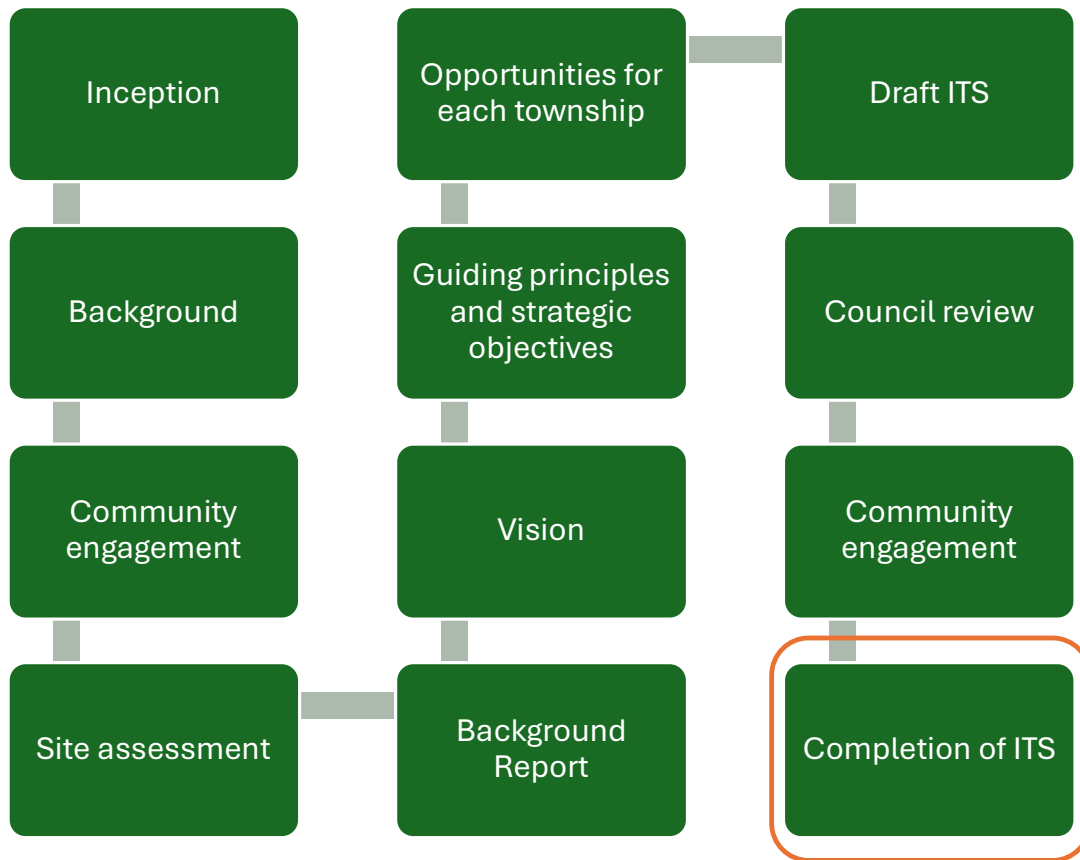 Inception
Background
Community
engagement
Site assessment
Background
Report
Vision
Guiding principles
and strategic
objectives
Opportunities for
each township
Draft ITS
Council review
Community
engagement
Completion of ITS